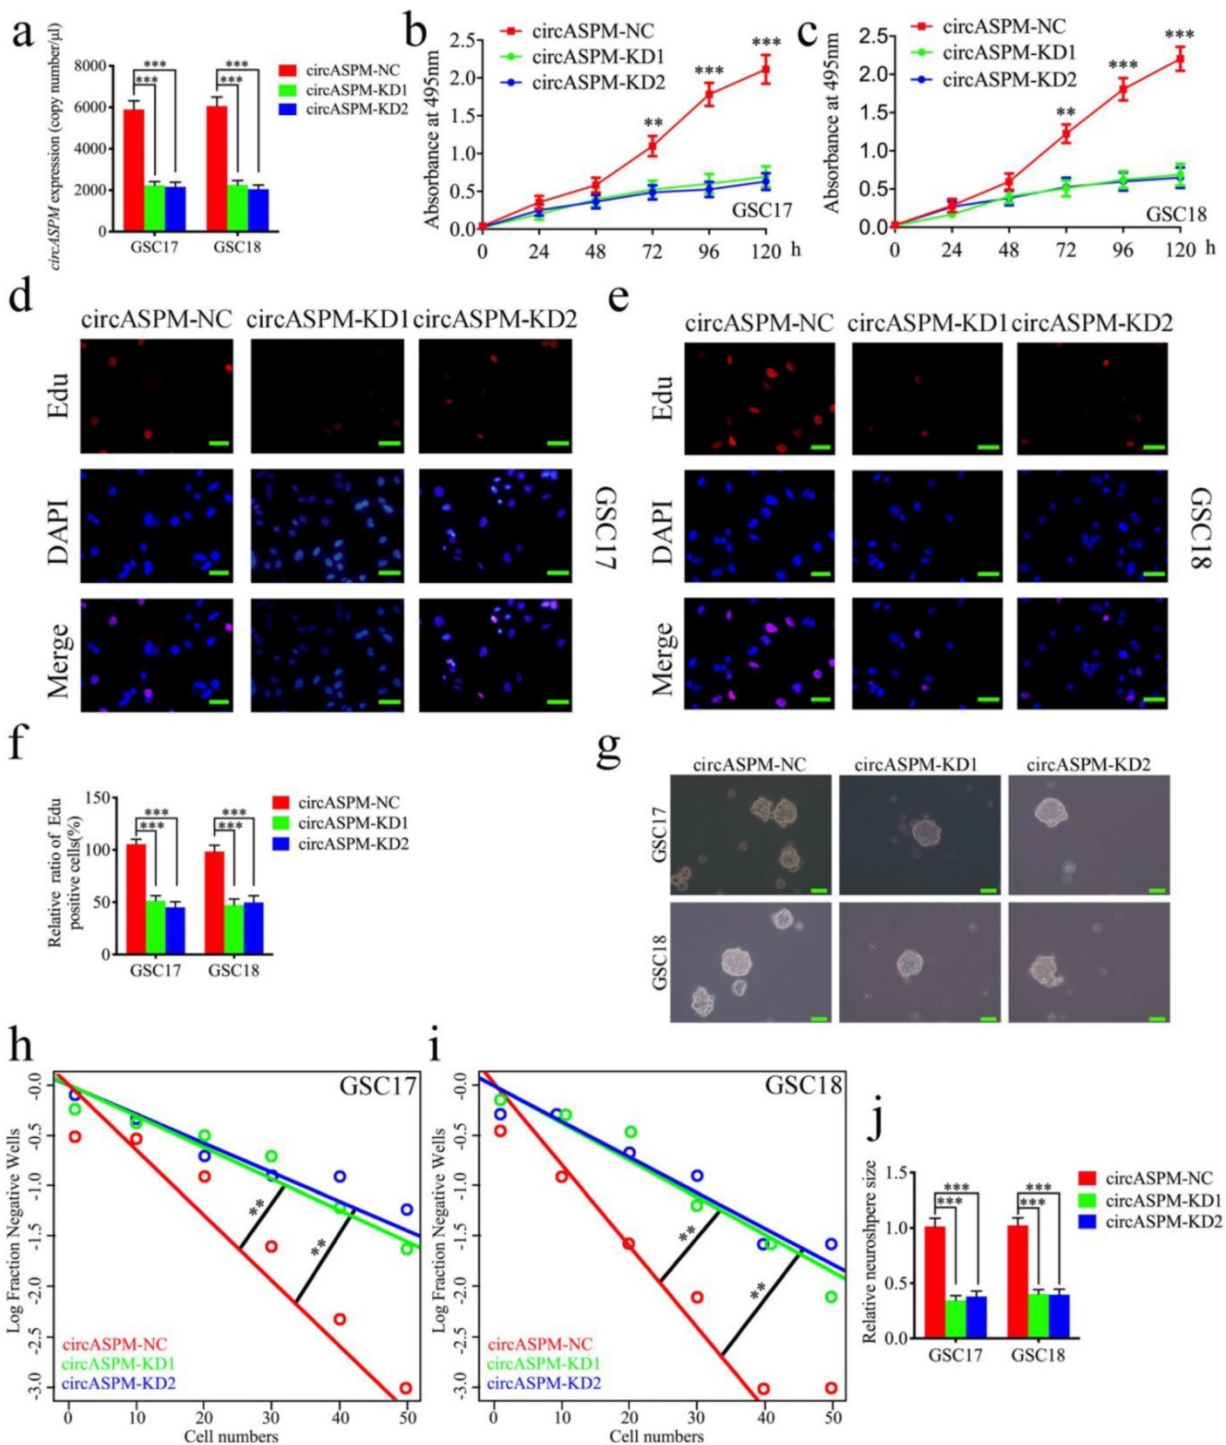 a
circASPM expression (copy number/μl)
8000
6000
4000
2000
0
***
***
***
***
GSC17
GSC18
circASPM-NC
circASPM-KD1
circASPM-KD2
b
Absorbance at 495nm
2.5
2.0
1.5
1.0
0.5
0.0
circASPM-NC
circASPM-KD1
circASPM-KD2
**
***
***
GSC17
0 24 48 72 96 120 h
c
Absorbance at 495nm
2.5
2.0
1.5
1.0
0.5
0.0
circASPM-NC
circASPM-KD1
circASPM-KD2
**
***
***
GSC18
0 24 48 72 96 120 h
d
circASPM-NC circASPM-KD1 circASPM-KD2
Edu
DAPI
Merge
GSC17
e
circASPM-NC circASPM-KD1 circASPM-KD2
Edu
DAPI
Merge
GSC18
f
Relative ratio of Edu
positive cells(%)
150
100
50
0
***
***
***
***
GSC17
GSC18
circASPM-NC
circASPM-KD1
circASPM-KD2
g
circASPM-NC circASPM-KD1 circASPM-KD2
GSC17
GSC18
h
GSC17
Log Fraction Negative Wells
-0.0
-0.5
-1.0
-1.5
-2.0
-2.5
-3.0
**
**
circASPM-NC
circASPM-KD1
circASPM-KD2
0 10 20 30 40 50
Cell numbers
i
GSC18
Log Fraction Negative Wells
-0.0
-0.5
-1.0
-1.5
-2.0
-2.5
-3.0
**
**
circASPM-NC
circASPM-KD1
circASPM-KD2
0 10 20 30 40 50
Cell numbers
j
Relative neuroshpere size
1.5
1.0
0.5
0.0
***
***
***
***
GSC17
GSC18
circASPM-NC
circASPM-KD1
circASPM-KD2